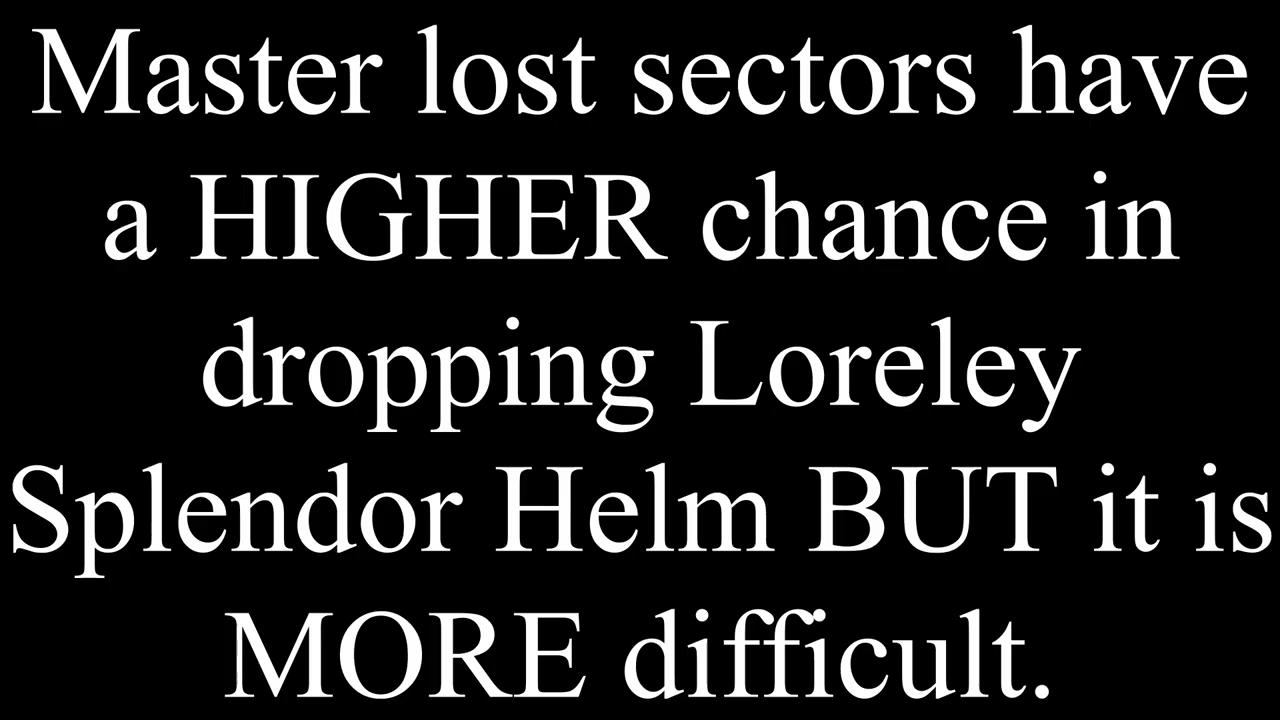 Master lost sectors have
a HIGHER chance in
dropping Loreley
Splendor Helm BUT it is
MORE difficult.